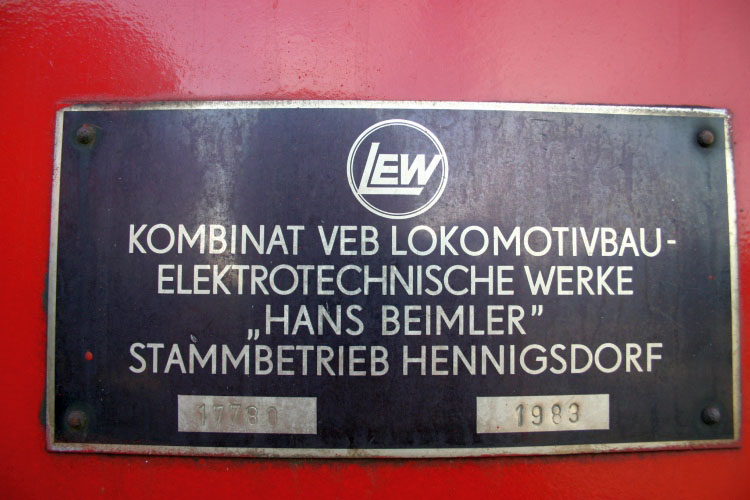 LEW
KOMBINAT VEB LOKOMOTIVBAU-
ELEKTROTECHNISCHE WERKE
„HANS BEIMLER”
STAMMBETRIEB HENNIGSDORF
1983